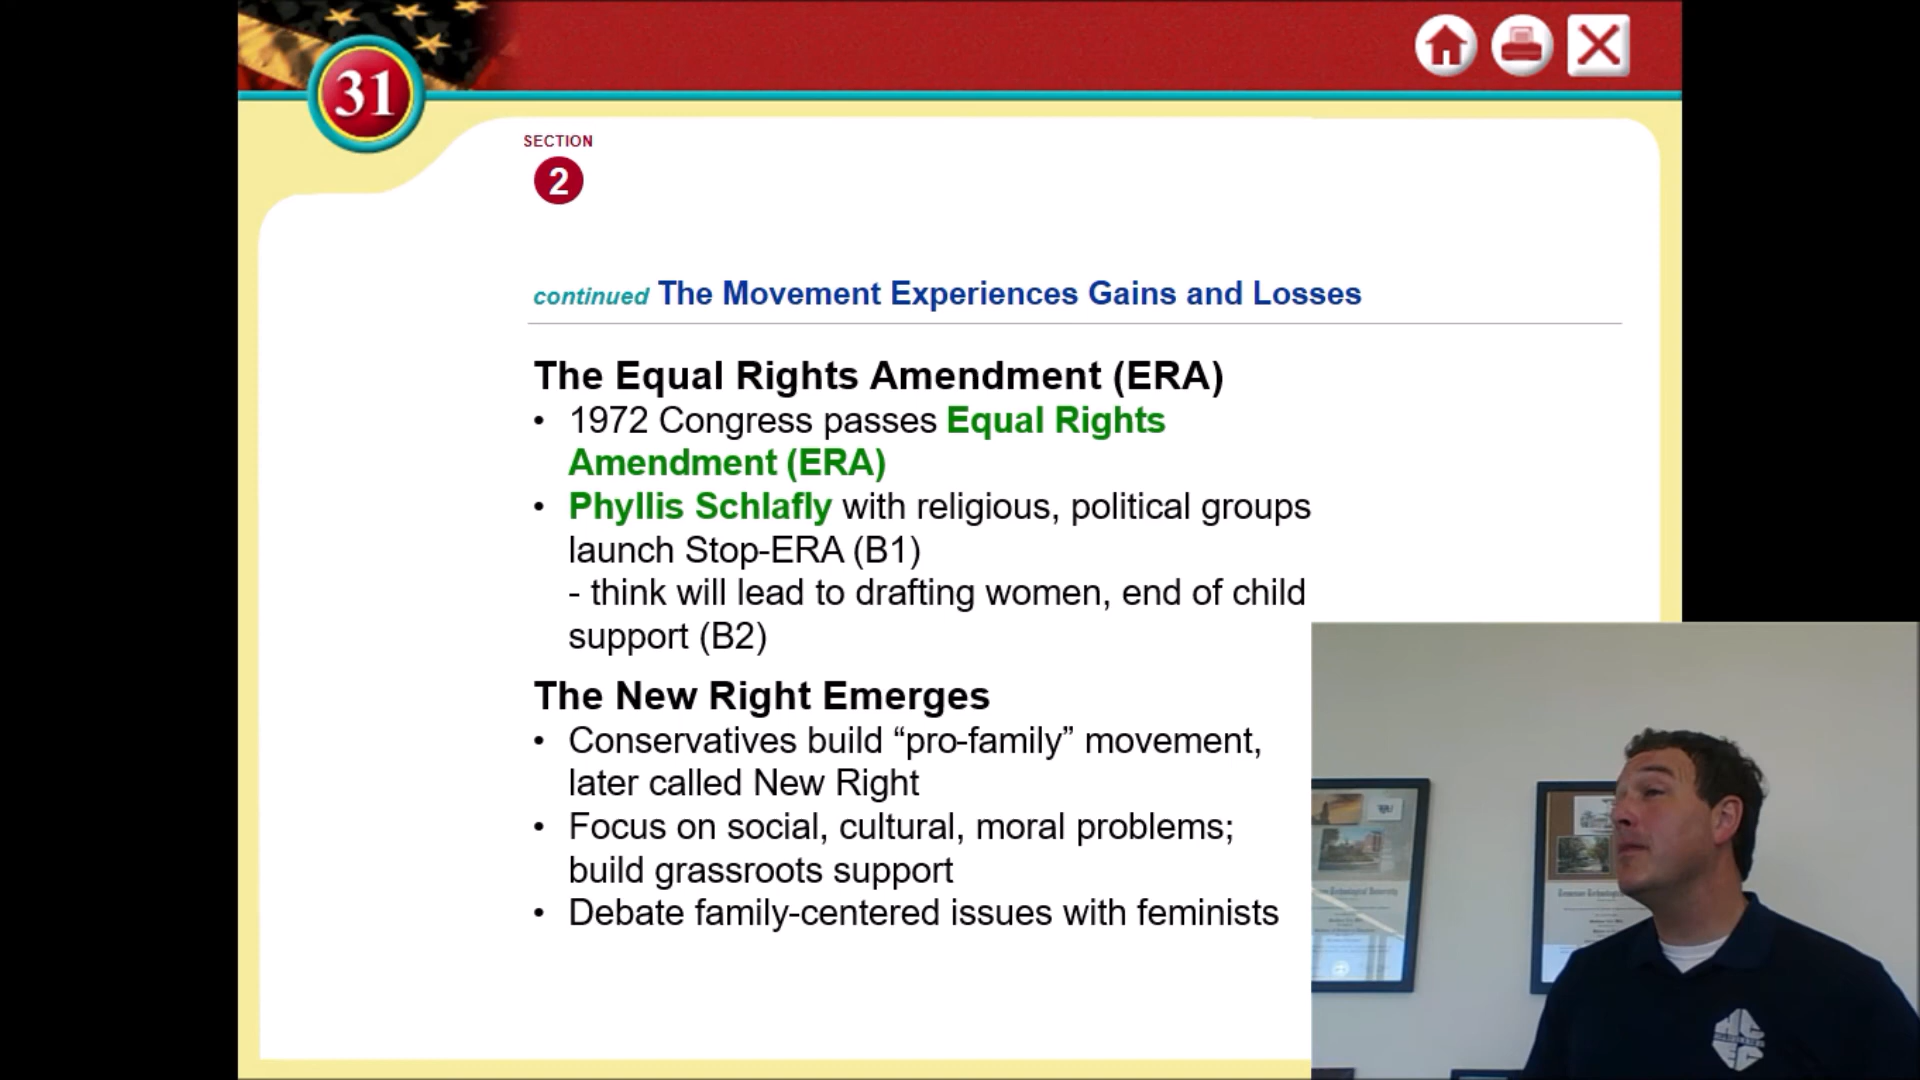 31
SECTION
2
continued The Movement Experiences Gains and Losses
The Equal Rights Amendment (ERA)
• 1972 Congress passes Equal Rights
Amendment (ERA)
• Phyllis Schlafly with religious, political groups
launch Stop-ERA (B1)
- think will lead to drafting women, end of child
support (B2)
The New Right Emerges
• Conservatives build “pro-family” movement,
later called New Right
• Focus on social, cultural, moral problems;
build grassroots support
• Debate family-centered issues with feminists